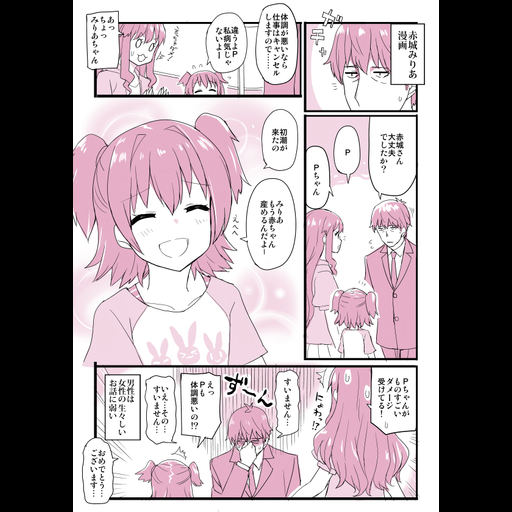 赤城みりあ
漫画
赤城さん
大丈夫
でしたか?
P
Pちゃん
体調が悪いなら
仕事はキャンセル
しますので……
違うよP
私病気じゃ
ないよー
あっ
ちょっ
みりあちゃん
初潮が
来たの
みりあ
もう赤ちゃん
産めるんだよー
えへへ
Pちゃんが
ものすごい
ダメージ
受けてる!
にょわっ!?
すいません…
ずーん
えっ
Pも
体調悪いの!?
いえ…その…
すいません…
おめでとう…
ございます…
男性は
女性の生々しい
お話に弱い